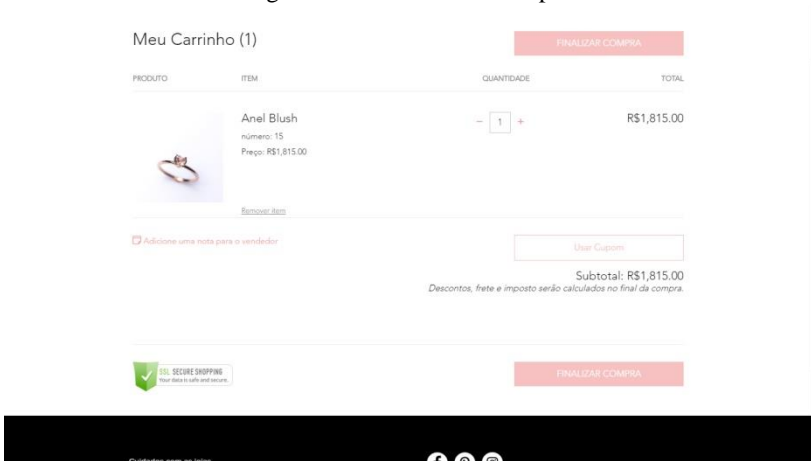 Meu Carrinho (1)
FINALIZAR COMPRA
PRODUTO ITEM QUANTIDADE TOTAL
Anel Blush
número: 15
Preço: R$1,815.00
− 1 +
R$1,815.00
Remover item
Adicione uma nota para o vendedor
Usar Cupom
Subtotal: R$1,815.00
Descontos, frete e imposto serão calculados no final da compra.
SSL SECURE SHOPPING
Your data is safe and secure.
FINALIZAR COMPRA